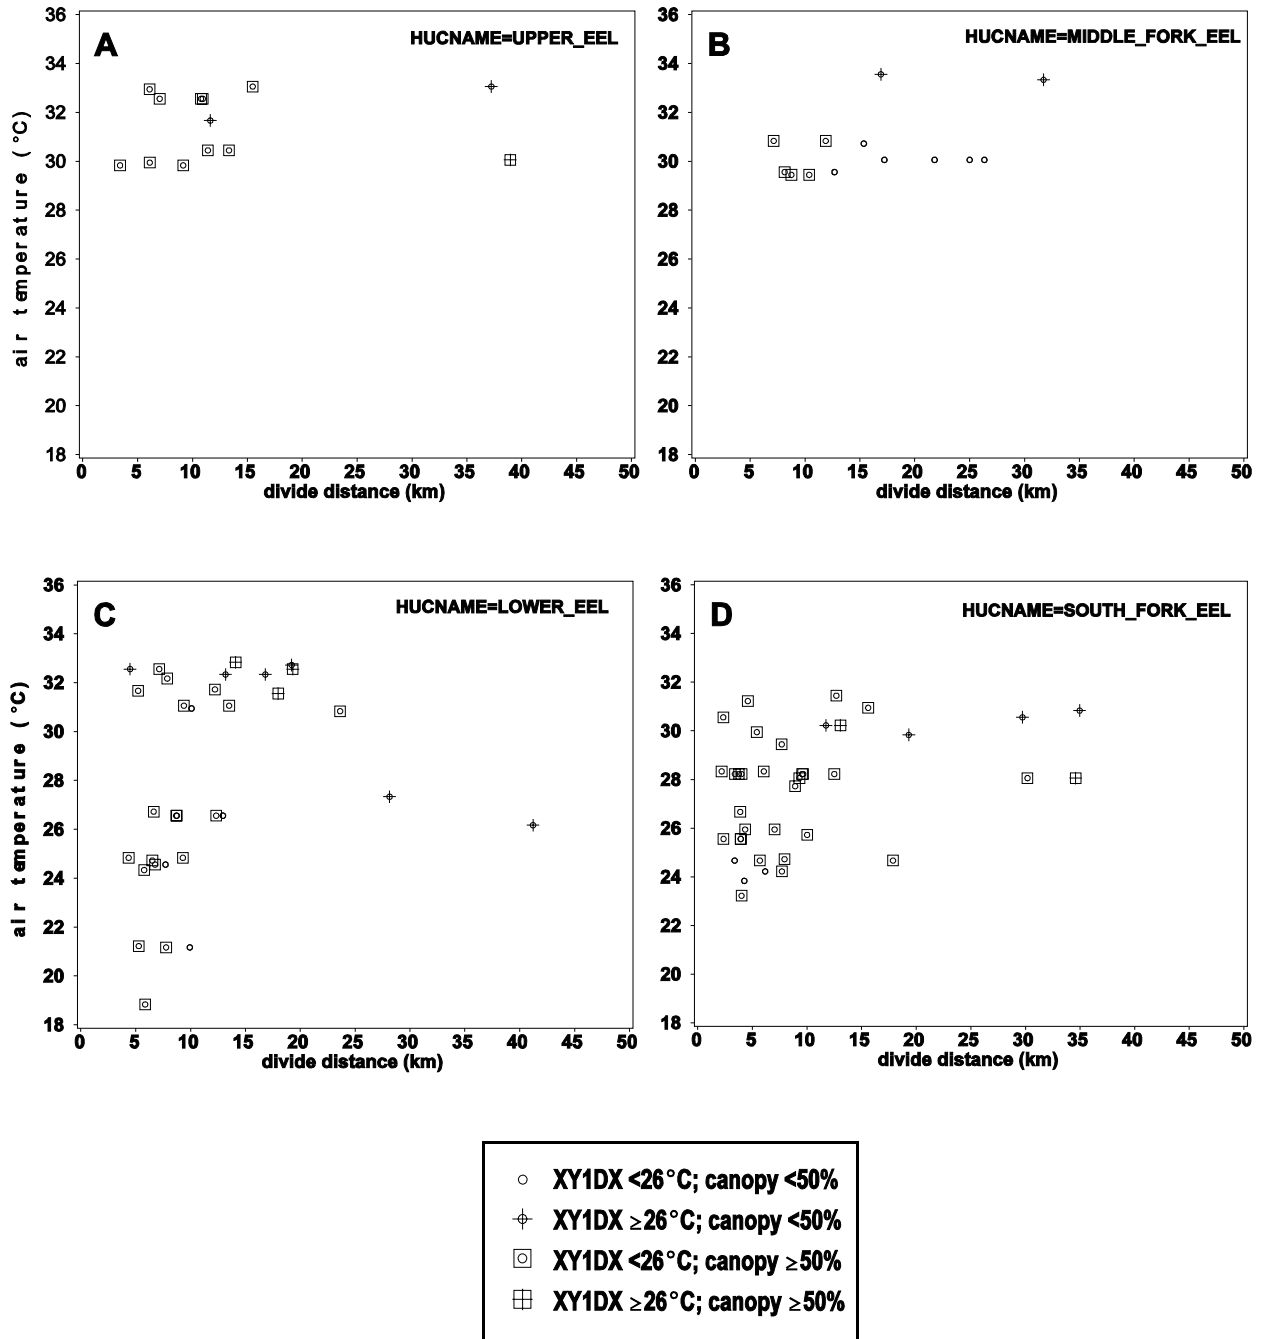 A
HUCNAME=UPPER_EEL
36
34
32
30
28
26
24
22
20
18
air temperature (°C)
0 5 10 15 20 25 30 35 40 45 50
divide distance (km)
B
HUCNAME=MIDDLE_FORK_EEL
36
34
32
30
28
26
24
22
20
18
0 5 10 15 20 25 30 35 40 45 50
divide distance (km)
C
HUCNAME=LOWER_EEL
36
34
32
30
28
26
24
22
20
18
air temperature (°C)
0 5 10 15 20 25 30 35 40 45 50
divide distance (km)
D
HUCNAME=SOUTH_FORK_EEL
36
34
32
30
28
26
24
22
20
18
0 5 10 15 20 25 30 35 40 45 50
divide distance (km)
XY1DX <26°C; canopy <50%
XY1DX ≥26°C; canopy <50%
XY1DX <26°C; canopy ≥50%
XY1DX ≥26°C; canopy ≥50%